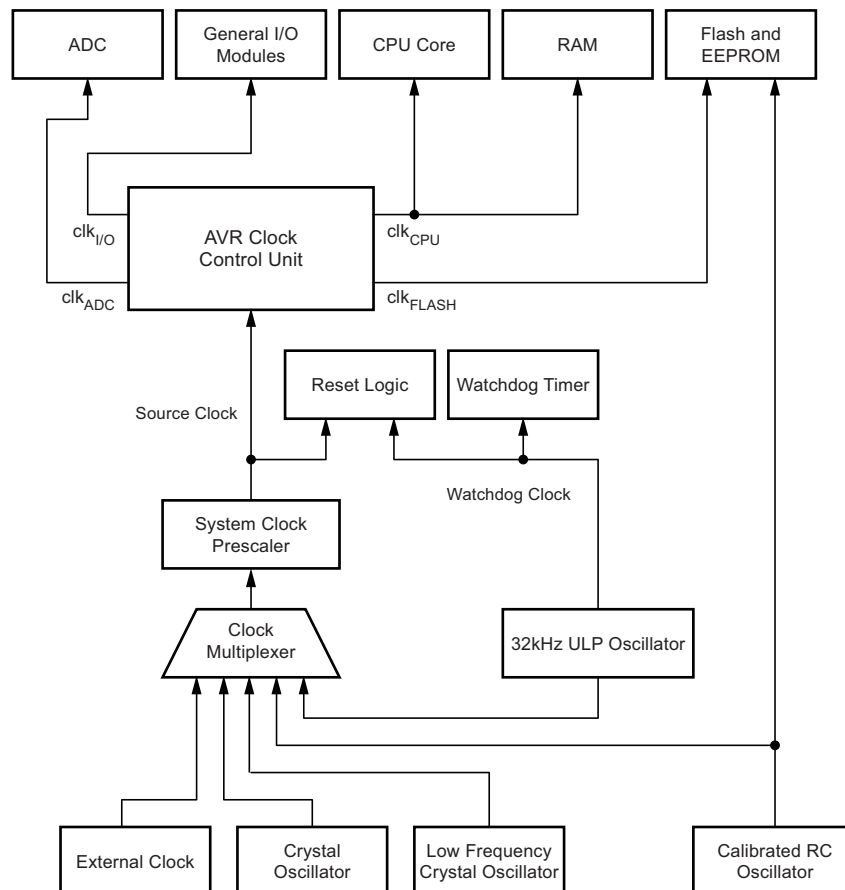 ADC
General I/O
Modules
CPU Core
RAM
Flash and
EEPROM
clkI/O
AVR Clock
Control Unit
clkCPU
clkADC
clkFLASH
Reset Logic
Watchdog Timer
Source Clock
Watchdog Clock
System Clock
Prescaler
Clock
Multiplexer
32kHz ULP Oscillator
External Clock
Crystal
Oscillator
Low Frequency
Crystal Oscillator
Calibrated RC
Oscillator